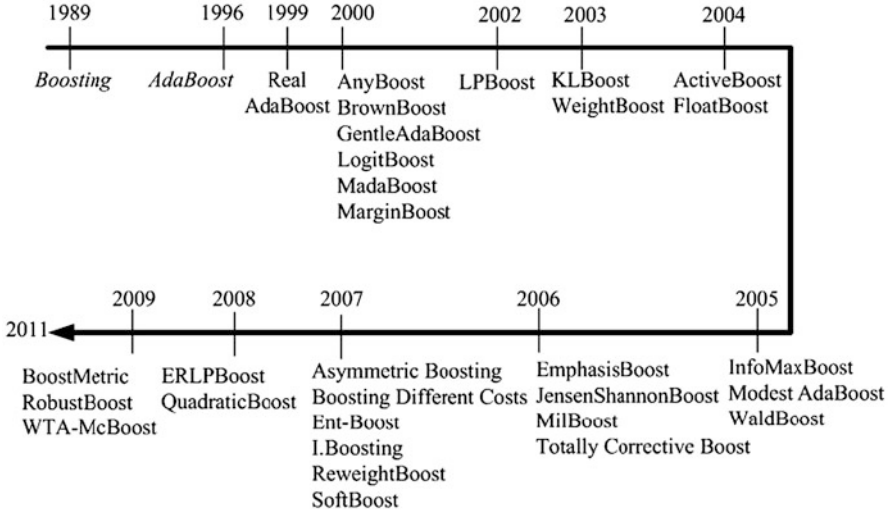 1989
1996
1999
2000
2002
2003
2004
Boosting
AdaBoost
Real
AdaBoost
AnyBoost
BrownBoost
GentleAdaBoost
LogitBoost
MadaBoost
MarginBoost
LPBoost
KLBoost
WeightBoost
ActiveBoost
FloatBoost
2005
2006
2007
2008
2009
2011
InfoMaxBoost
Modest AdaBoost
WaldBoost
EmphasisBoost
JensenShannonBoost
MilBoost
Totally Corrective Boost
Asymmetric Boosting
Boosting Different Costs
Ent-Boost
I.Boosting
ReweightBoost
SoftBoost
ERLPBoost
QuadraticBoost
BoostMetric
RobustBoost
WTA-McBoost